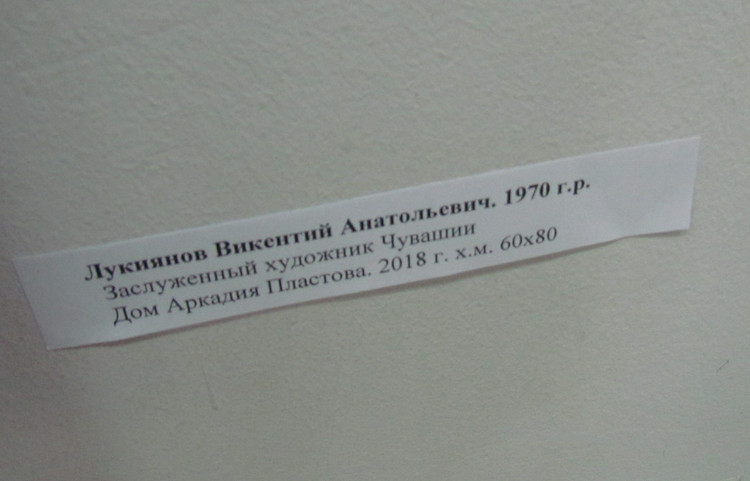 Лукиянов Викентий Анатольевич. 1970 г.р.
Заслуженный художник Чувашии
Дом Аркадия Пластова. 2018 г. х.м. 60х80